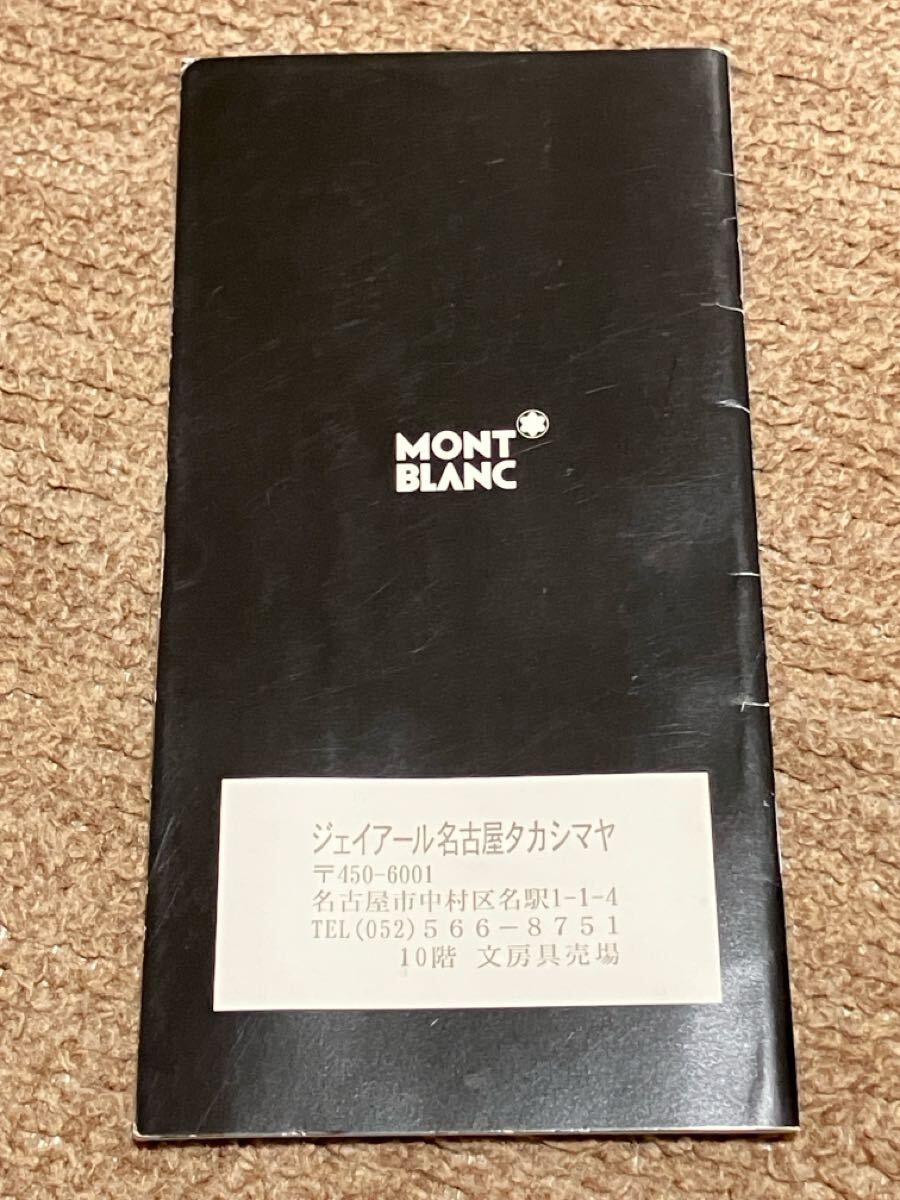 MONT
BLANC
ジェイアール名古屋タカシマヤ
〒450-6001
名古屋市中村区名駅1-1-4
TEL(052)566-8751
10階 文房具売場